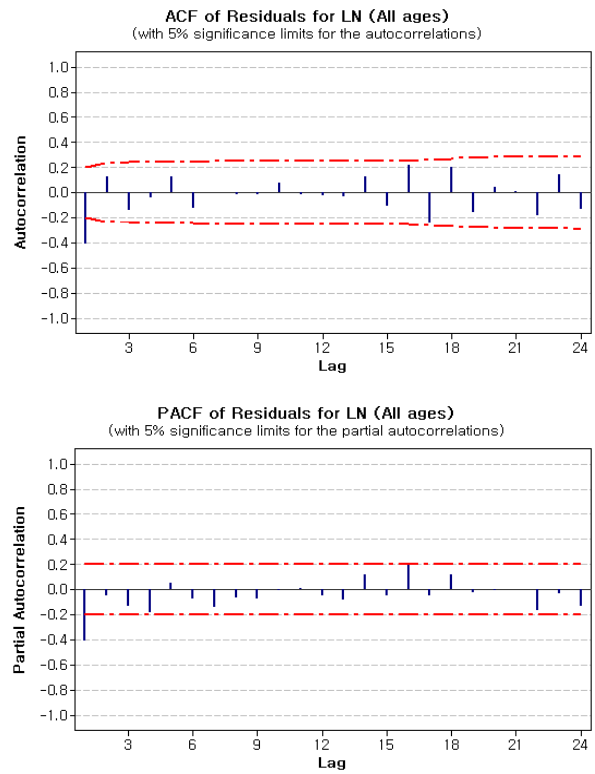 ACF of Residuals for LN (All ages)
(with 5% significance limits for the autocorrelations)
1.0
0.8
0.6
0.4
0.2
0.0
-0.2
-0.4
-0.6
-0.8
-1.0
Autocorrelation
3 6 9 12 15 18 21 24
Lag
PACF of Residuals for LN (All ages)
(with 5% significance limits for the partial autocorrelations)
1.0
0.8
0.6
0.4
0.2
0.0
-0.2
-0.4
-0.6
-0.8
-1.0
Partial Autocorrelation
3 6 9 12 15 18 21 24
Lag